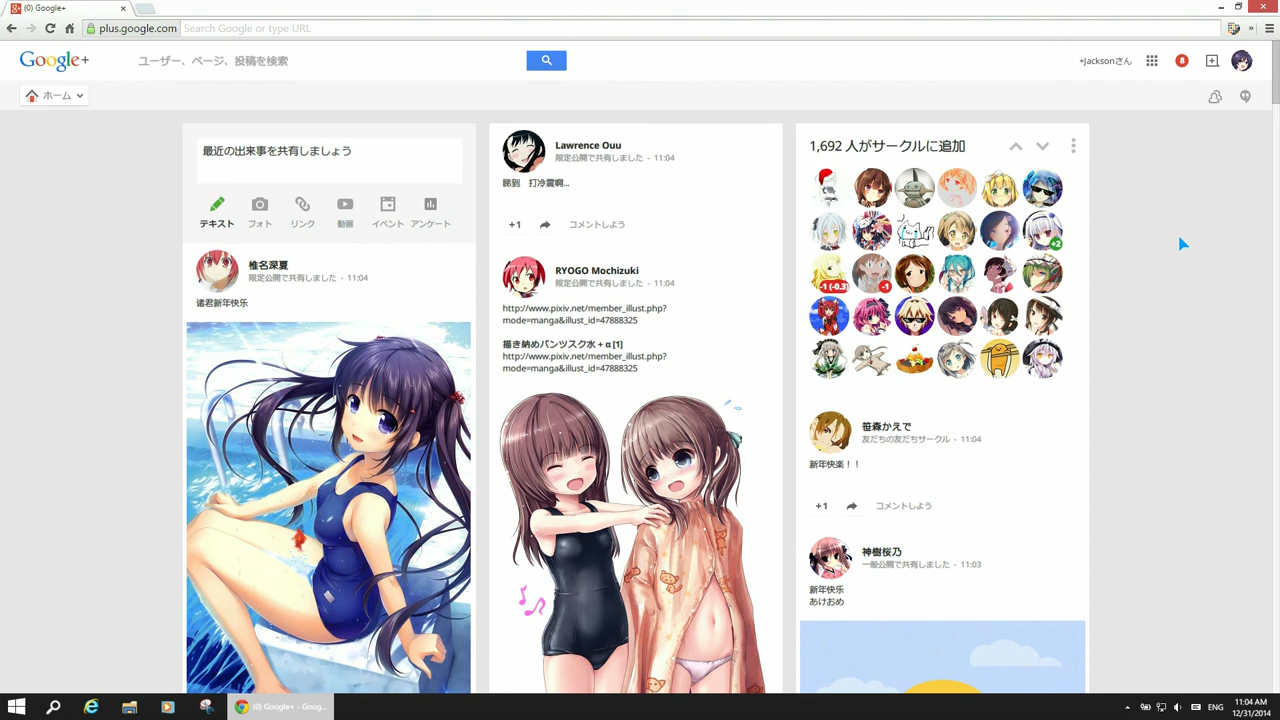 (0) Google+
plus.google.com
Search Google or type URL
Google+
ユーザー、ページ、投稿を検索
+Jacksonさん
8
ホーム
最近の出来事を共有しましょう
テキスト
フォト
リンク
動画
イベント
アンケート
椎名深夏
限定公開で共有しました - 11:04
诸君新年快乐
Lawrence Ouu
限定公開で共有しました - 11:04
睇到 打冷震啊...
+1
コメントしよう
RYOGO Mochizuki
限定公開で共有しました - 11:04
http://www.pixiv.net/member_illust.php?
mode=manga&illust_id=47888325
描き納めパンツスク水＋α[1]
http://www.pixiv.net/member_illust.php?
mode=manga&illust_id=47888325
1,692 人がサークルに追加
+2
-1 (-0.3)
-1
笹森かえで
友だちの友だちサークル - 11:04
新年快楽！！
+1
コメントしよう
神樹桜乃
一般公開で共有しました - 11:03
新年快乐
あけおめ
(0) Google+ - Goog...
ENG
11:04 AM
12/31/2014